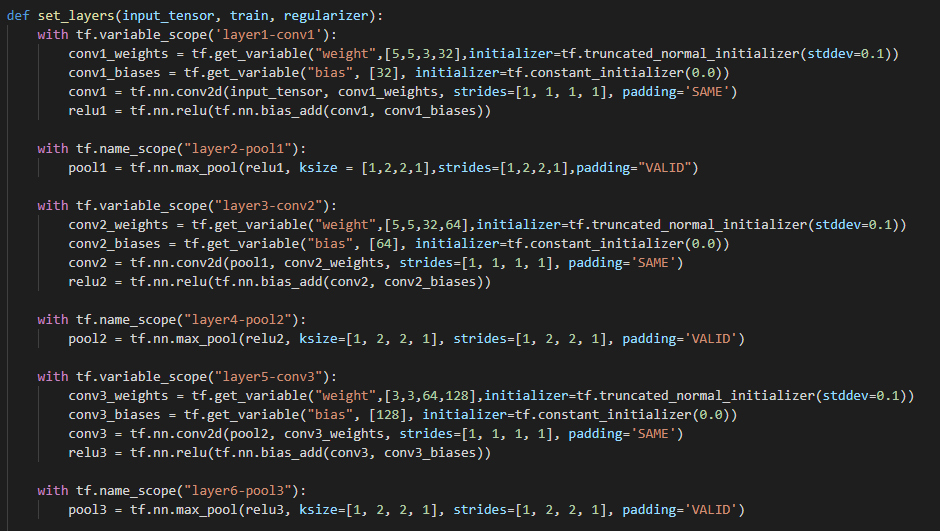 def set_layers(input_tensor, train, regularizer):
    with tf.variable_scope('layer1-conv1'):
        conv1_weights = tf.get_variable("weight",[5,5,3,32],initializer=tf.truncated_normal_initializer(stddev=0.1))
        conv1_biases = tf.get_variable("bias", [32], initializer=tf.constant_initializer(0.0))
        conv1 = tf.nn.conv2d(input_tensor, conv1_weights, strides=[1, 1, 1, 1], padding='SAME')
        relu1 = tf.nn.relu(tf.nn.bias_add(conv1, conv1_biases))

    with tf.name_scope("layer2-pool1"):
        pool1 = tf.nn.max_pool(relu1, ksize = [1,2,2,1],strides=[1,2,2,1],padding="VALID")

    with tf.variable_scope("layer3-conv2"):
        conv2_weights = tf.get_variable("weight",[5,5,32,64],initializer=tf.truncated_normal_initializer(stddev=0.1))
        conv2_biases = tf.get_variable("bias", [64], initializer=tf.constant_initializer(0.0))
        conv2 = tf.nn.conv2d(pool1, conv2_weights, strides=[1, 1, 1, 1], padding='SAME')
        relu2 = tf.nn.relu(tf.nn.bias_add(conv2, conv2_biases))

    with tf.name_scope("layer4-pool2"):
        pool2 = tf.nn.max_pool(relu2, ksize=[1, 2, 2, 1], strides=[1, 2, 2, 1], padding='VALID')

    with tf.variable_scope("layer5-conv3"):
        conv3_weights = tf.get_variable("weight",[3,3,64,128],initializer=tf.truncated_normal_initializer(stddev=0.1))
        conv3_biases = tf.get_variable("bias", [128], initializer=tf.constant_initializer(0.0))
        conv3 = tf.nn.conv2d(pool2, conv3_weights, strides=[1, 1, 1, 1], padding='SAME')
        relu3 = tf.nn.relu(tf.nn.bias_add(conv3, conv3_biases))

    with tf.name_scope("layer6-pool3"):
        pool3 = tf.nn.max_pool(relu3, ksize=[1, 2, 2, 1], strides=[1, 2, 2, 1], padding='VALID')